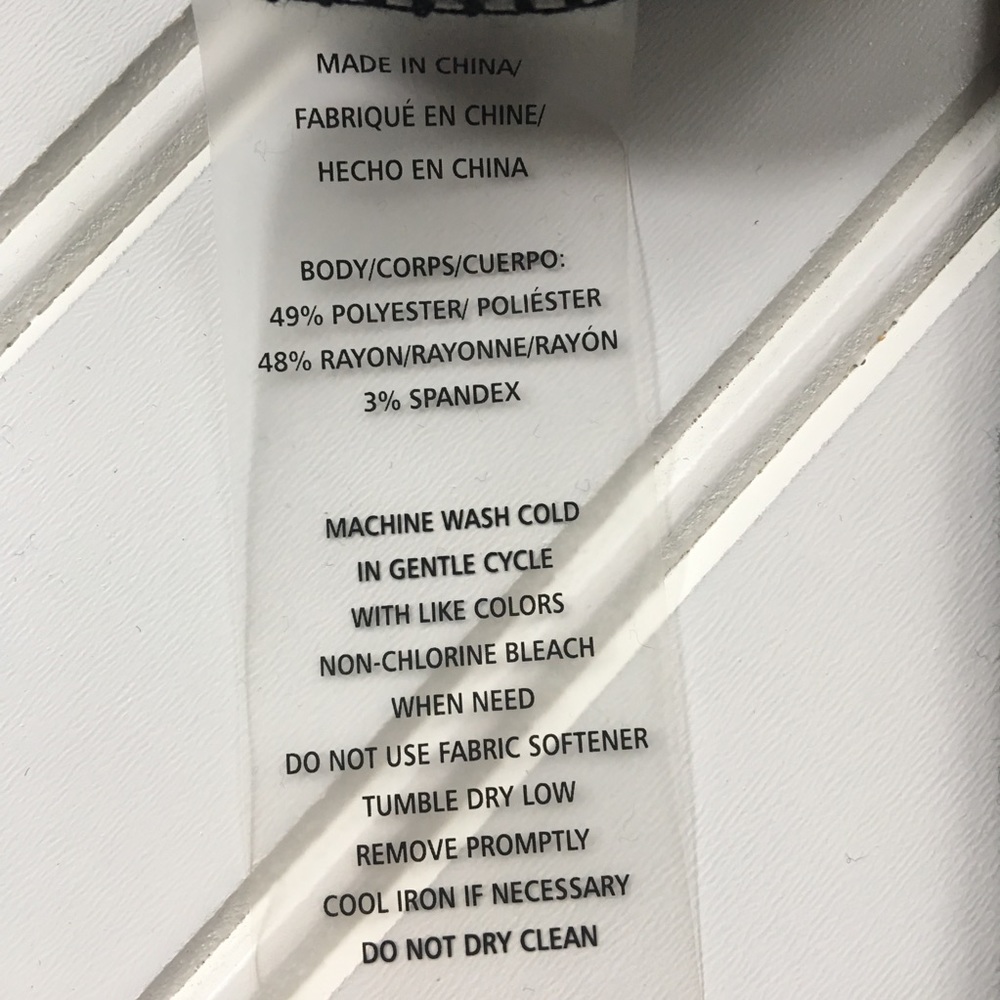 MADE IN CHINA/
FABRIQUÉ EN CHINE/
HECHO EN CHINA
BODY/CORPS/CUERPO:
49% POLYESTER/ POLIÉSTER
48% RAYON/RAYONNE/RAYÓN
3% SPANDEX
MACHINE WASH COLD
IN GENTLE CYCLE
WITH LIKE COLORS
NON-CHLORINE BLEACH
WHEN NEED
DO NOT USE FABRIC SOFTENER
TUMBLE DRY LOW
REMOVE PROMPTLY
COOL IRON IF NECESSARY
DO NOT DRY CLEAN